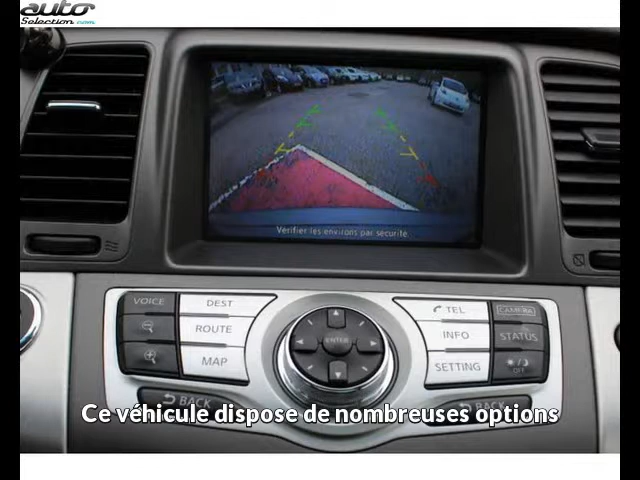 auto
Selection.com
Vérifier les environs par sécurité.
VOICE
DEST
ROUTE
MAP
ENTER
TEL
CAMERA
INFO
STATUS
SETTING
OFF
BACK
BACK
Ce véhicule dispose de nombreuses options